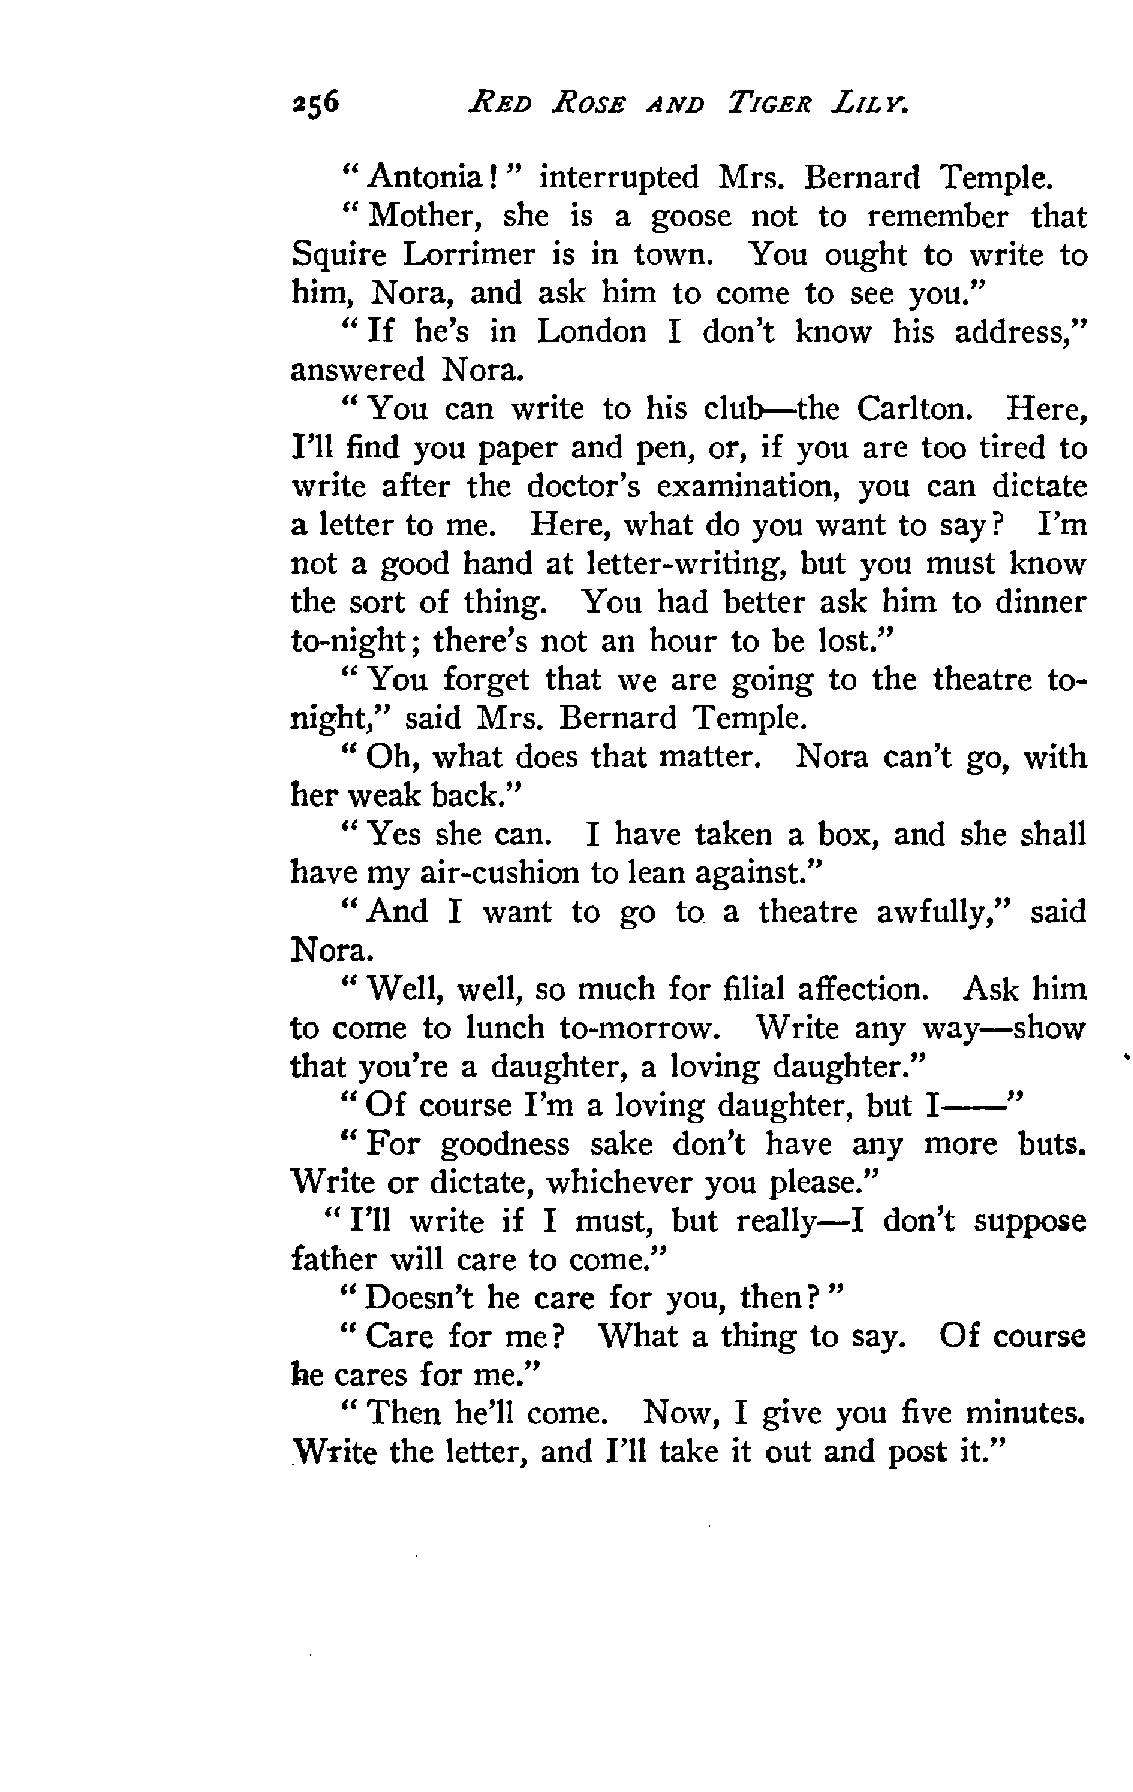 256 RED ROSE AND TIGER LILY.
"Antonia!" interrupted Mrs. Bernard Temple.
"Mother, she is a goose not to remember that
Squire Lorrimer is in town. You ought to write to
him, Nora, and ask him to come to see you."
"If he's in London I don't know his address,"
answered Nora.
"You can write to his club—the Carlton. Here,
I'll find you paper and pen, or, if you are too tired to
write after the doctor's examination, you can dictate
a letter to me. Here, what do you want to say? I'm
not a good hand at letter-writing, but you must know
the sort of thing. You had better ask him to dinner
to-night; there's not an hour to be lost."
"You forget that we are going to the theatre to-
night," said Mrs. Bernard Temple.
"Oh, what does that matter. Nora can't go, with
her weak back."
"Yes she can. I have taken a box, and she shall
have my air-cushion to lean against."
"And I want to go to a theatre awfully," said
Nora.
"Well, well, so much for filial affection. Ask him
to come to lunch to-morrow. Write any way—show
that you're a daughter, a loving daughter."
"Of course I'm a loving daughter, but I——"
"For goodness sake don't have any more buts.
Write or dictate, whichever you please."
"I'll write if I must, but really—I don't suppose
father will care to come."
"Doesn't he care for you, then?"
"Care for me? What a thing to say. Of course
he cares for me."
"Then he'll come. Now, I give you five minutes.
Write the letter, and I'll take it out and post it."